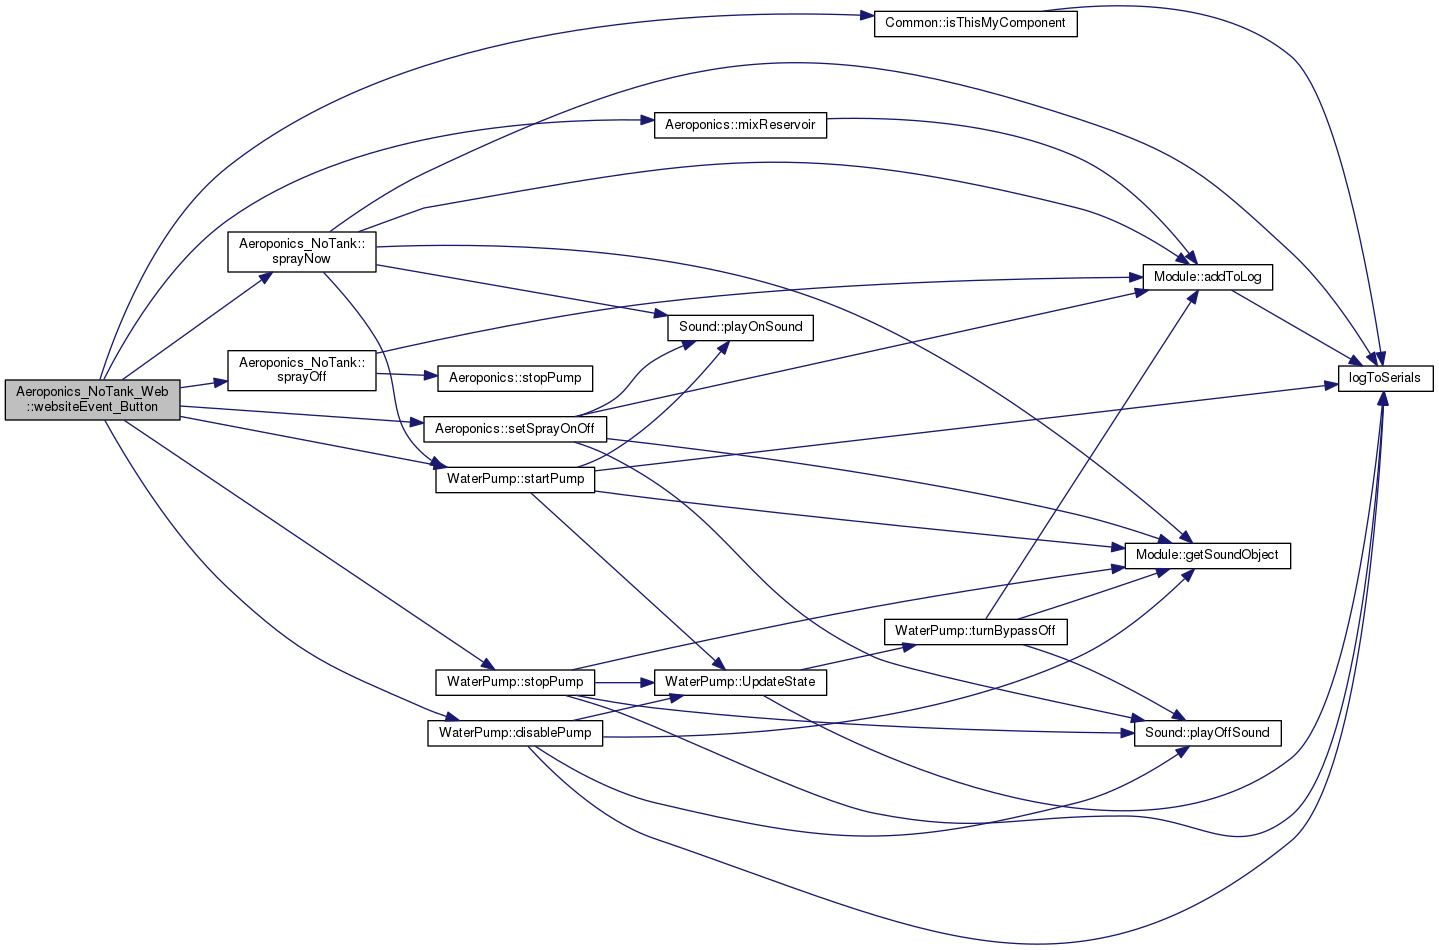 Common::isThisMyComponent
Aeroponics::mixReservoir
Aeroponics_NoTank::
sprayNow
Module::addToLog
Sound::playOnSound
Aeroponics_NoTank::
sprayOff
Aeroponics::stopPump
logToSerials
Aeroponics_NoTank_Web
::websiteEvent_Button
Aeroponics::setSprayOnOff
WaterPump::startPump
Module::getSoundObject
WaterPump::turnBypassOff
WaterPump::stopPump
WaterPump::UpdateState
WaterPump::disablePump
Sound::playOffSound